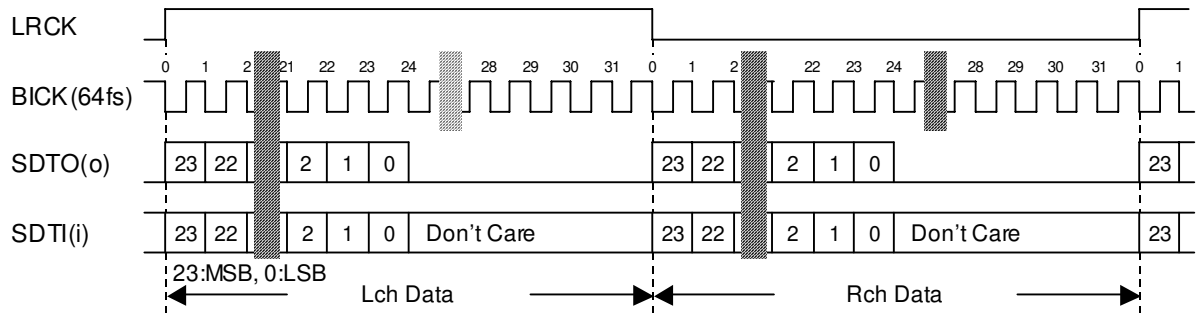 LRCK
0 1 2 21 22 23 24 28 29 30 31 0 1 2 22 23 24 28 29 30 31 0 1
BICK(64fs)
SDTO(o) 23 22 2 1 0 23 22 2 1 0 23
SDTI(i) 23 22 2 1 0 Don't Care 23 22 2 1 0 Don't Care 23
23:MSB, 0:LSB
Lch Data Rch Data